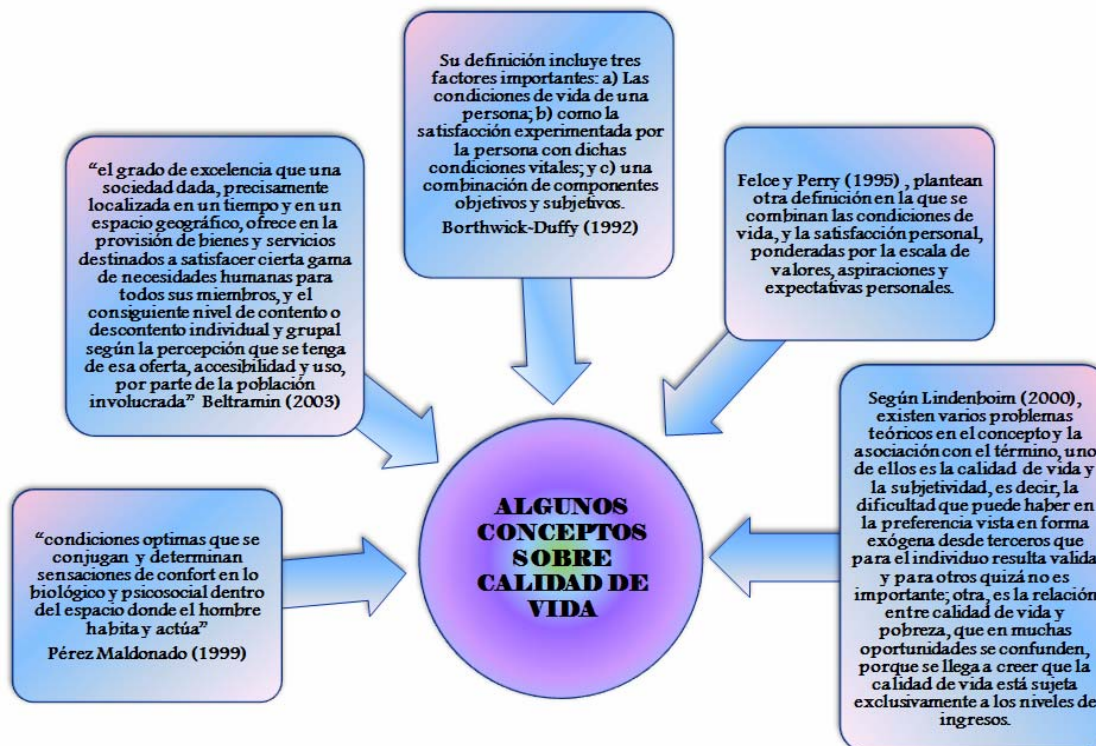 Su definición incluye tres
factores importantes: a) Las
condiciones de vida de una
persona; b) como la
satisfacción experimentada por
la persona con dichas
condiciones vitales; y c) una
combinación de componentes
objetivos y subjetivos.
Borthwick-Duffy (1992)
“el grado de excelencia que una
sociedad dada, precisamente
localizada en un tiempo y en un
espacio geográfico, ofrece en la
provisión de bienes y servicios
destinados a satisfacer cierta
gama de necesidades humanas para
todos sus miembros, y el
consiguiente nivel de contento o
descontento individual y grupal
según la percepción que se tenga
de esa oferta, accesibilidad y uso,
por parte de la población
involucrada” Beltramin (2003)
Felce y Perry (1995) , plantean
otra definición en la que se
combinan las condiciones de
vida, y la satisfacción personal,
ponderadas por la escala de
valores, aspiraciones y
expectativas personales.
Según Lindenboim (2000) ,
existen varios problemas
teóricos en el concepto y la
asociación con el término, uno
de ellos es la calidad de vida y
la subjetividad, es decir, la
dificultad que puede haber en
la preferencia vista en forma
exógena desde terceros que
para el individuo resulta valida
y para otros quizá no es
importante; otra, es la relación
entre calidad de vida y
pobreza, que en muchas
oportunidades se confunden,
porque se llega a creer que la
calidad de vida está sujeta
exclusivamente a los niveles de
ingresos.
“condiciones optimas que se
conjugan y determinan
sensaciones de confort en lo
biológico y psicosocial dentro
del espacio donde el hombre
habita y actúa”
Pérez Maldonado (1999)
ALGUNOS
CONCEPTOS
SOBRE
CALIDAD DE
VIDA